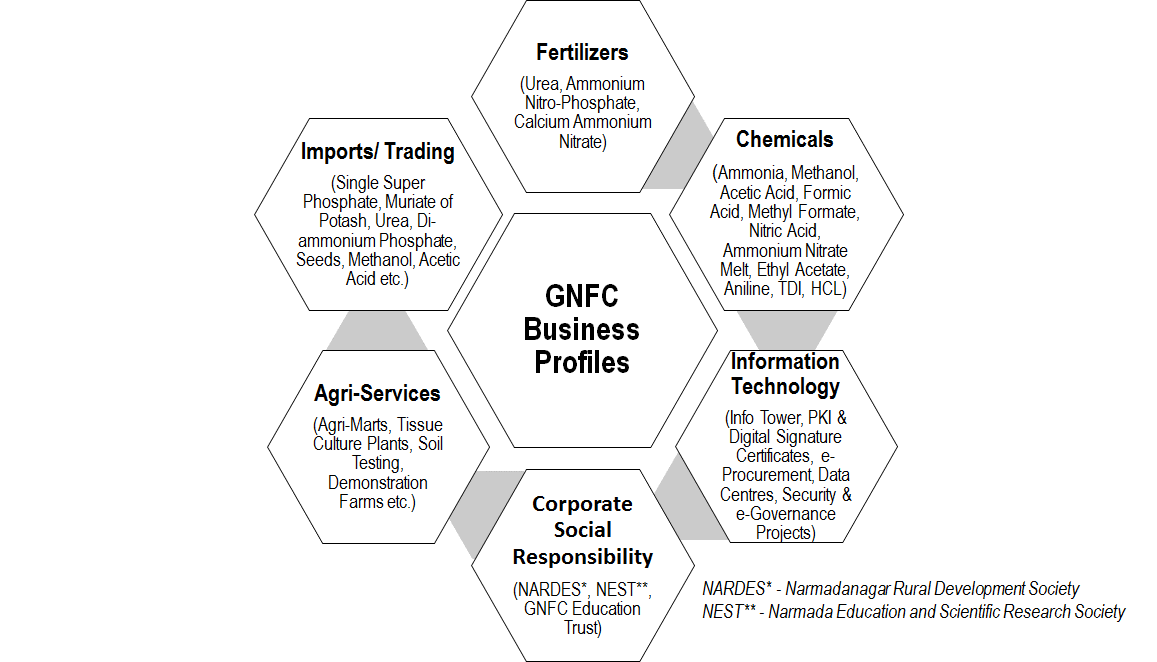 Fertilizers
(Urea, Ammonium
Nitro-Phosphate,
Calcium Ammonium
Nitrate)
Imports/ Trading
(Single Super
Phosphate, Muriate of
Potash, Urea, Di-
ammonium Phosphate,
Seeds, Methanol, Acetic
Acid etc.)
Chemicals
(Ammonia, Methanol,
Acetic Acid, Formic
Acid, Methyl Formate,
Nitric Acid,
Ammonium Nitrate
Melt, Ethyl Acetate,
Aniline, TDI, HCL)
GNFC
Business
Profiles
Agri-Services
(Agri-Marts, Tissue
Culture Plants, Soil
Testing,
Demonstration
Farms etc.)
Information
Technology
(Info Tower, PKI &
Digital Signature
Certificates, e-
Procurement, Data
Centres, Security &
e-Governance
Projects)
Corporate
Social
Responsibility
(NARDES*, NEST**,
GNFC Education
Trust)
NARDES* - Narmadanagar Rural Development Society
NEST** - Narmada Education and Scientific Research Society